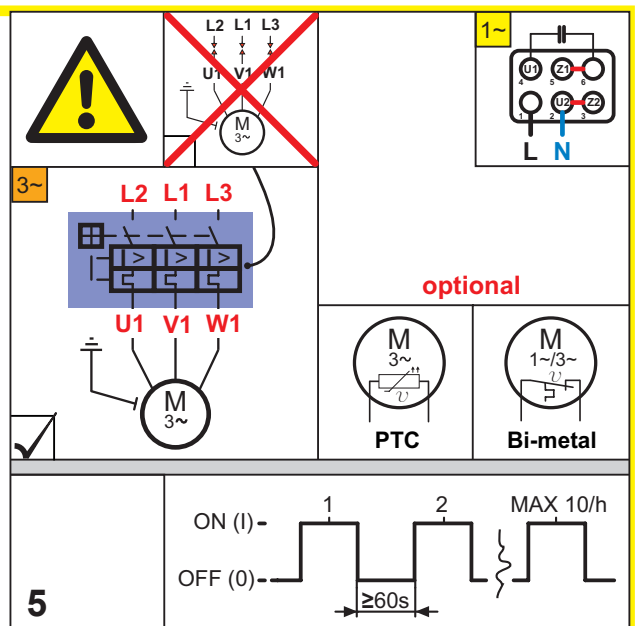 L2 L1 L3
U1 V1 W1
M
3~
1~
U1 Z1
4 5 6
U2 Z2
1 2 3
L N
3~
L2 L1 L3
> > >
U1 V1 W1
M
3~
optional
M
3~
υ
PTC
M
1~/3~
υ
Bi-metal
5
ON (I)
OFF (0)
1 2 MAX 10/h
≥60s